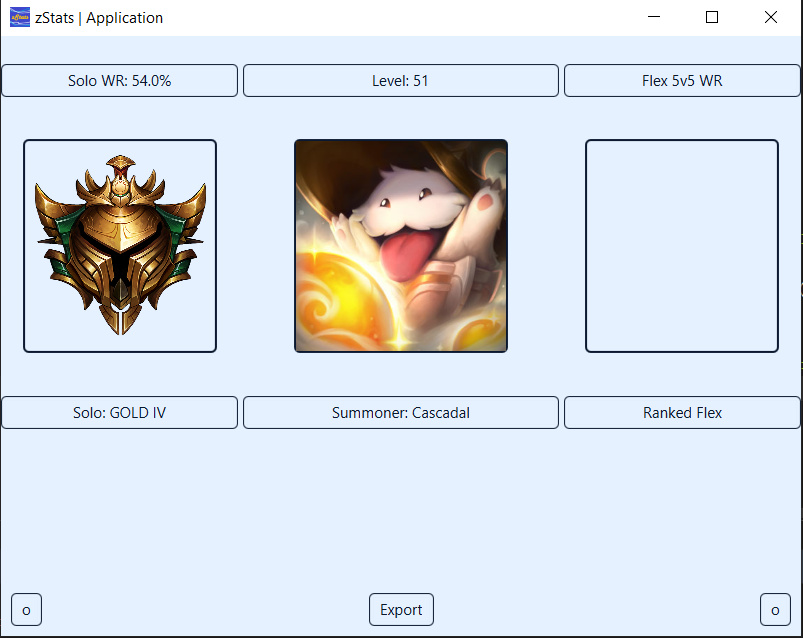 zStats | Application
Solo WR: 54.0%
Level: 51
Flex 5v5 WR
Solo: GOLD IV
Summoner: Cascadal
Ranked Flex
o
Export
o